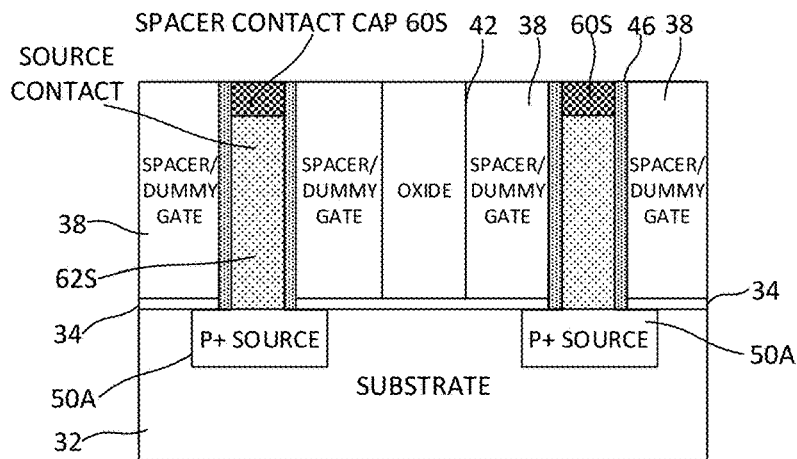 SPACER CONTACT CAP 60S 42 38 60S 46 38
SOURCE
CONTACT
SPACER/
DUMMY
GATE
SPACER/
DUMMY
GATE
OXIDE
SPACER/
DUMMY
GATE
SPACER/
DUMMY
GATE
38
62S
34
34
P+ SOURCE
P+ SOURCE
50A
50A
SUBSTRATE
32